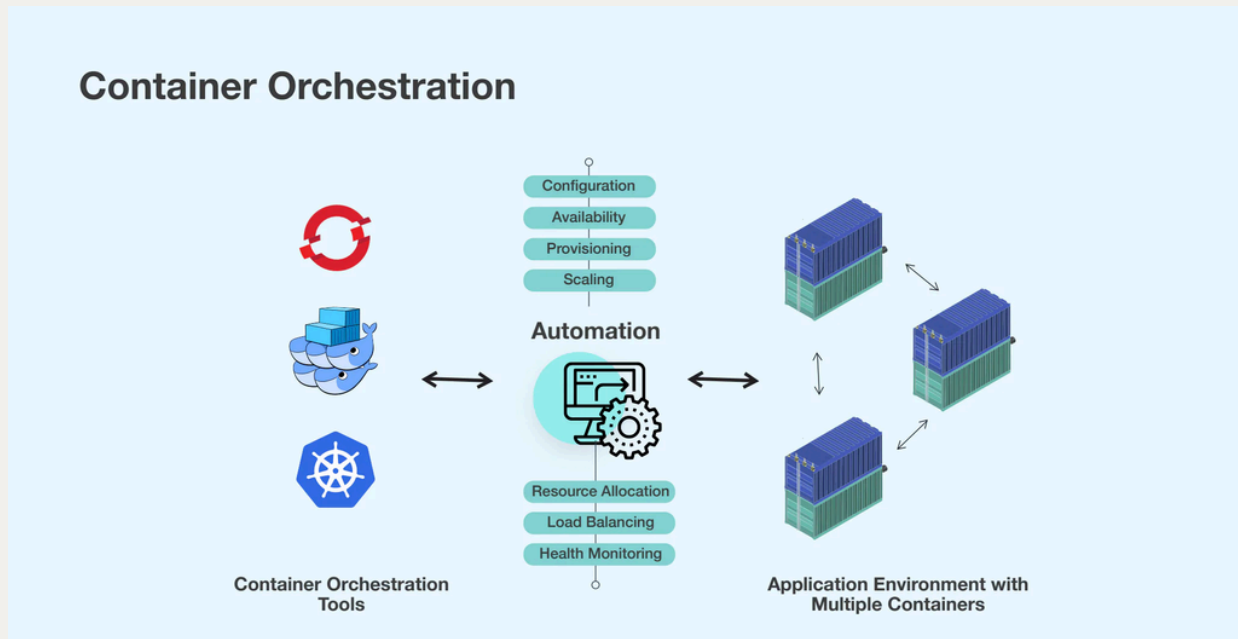 Container Orchestration
Configuration
Availability
Provisioning
Scaling
Automation
Resource Allocation
Load Balancing
Health Monitoring
Container Orchestration
Tools
Application Environment with
Multiple Containers